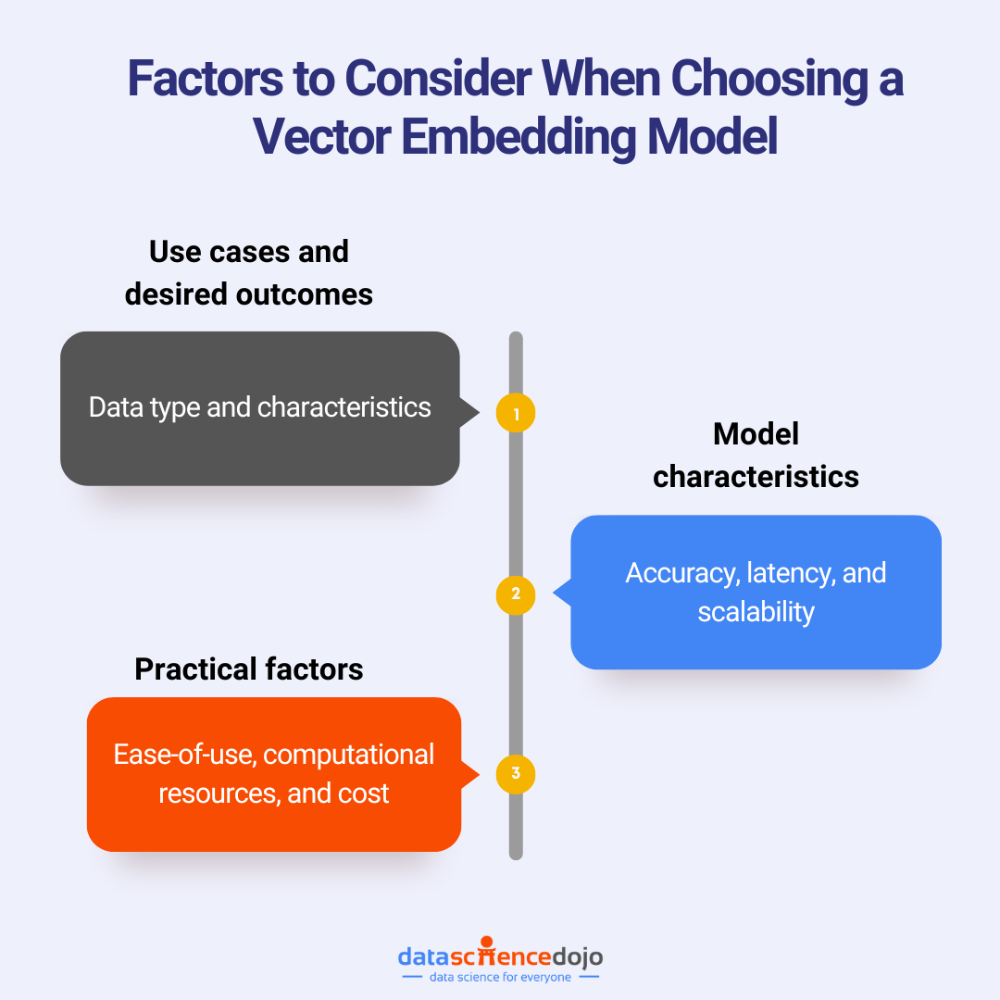 Factors to Consider When Choosing a
Vector Embedding Model
Use cases and
desired outcomes
Data type and characteristics
1
Model
characteristics
Accuracy, latency, and
scalability
2
Practical factors
Ease-of-use, computational
resources, and cost
3
datasciencedojo
data science for everyone